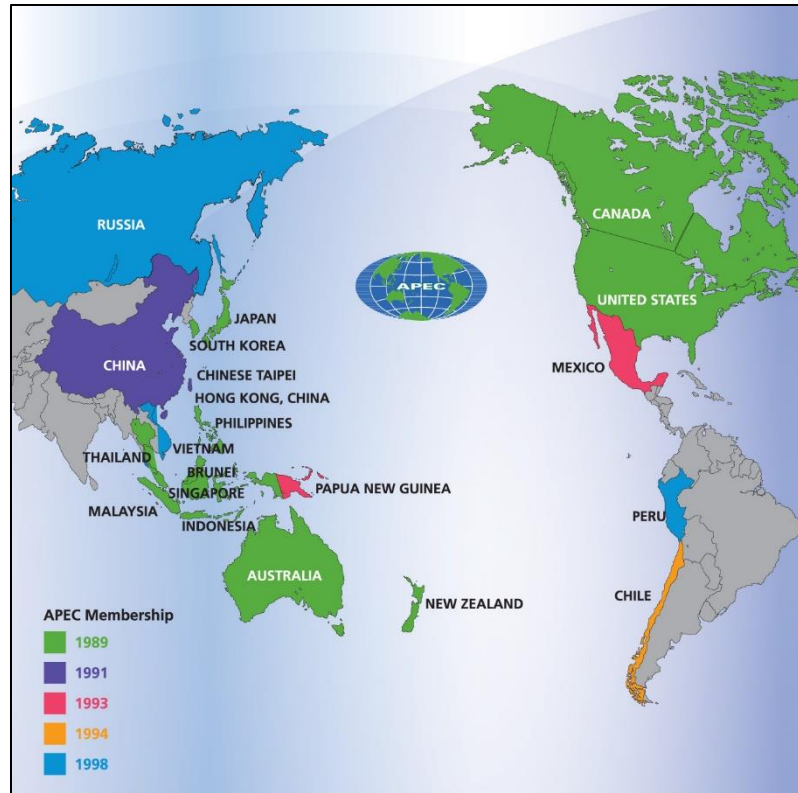 CANADA
RUSSIA
APEC
UNITED STATES
JAPAN
SOUTH KOREA
CHINA
MEXICO
CHINESE TAIPEI
HONG KONG, CHINA
PHILIPPINES
VIETNAM
THAILAND
BRUNEI
SINGAPORE
PAPUA NEW GUINEA
MALAYSIA
PERU
INDONESIA
AUSTRALIA
CHILE
NEW ZEALAND
APEC Membership
1989
1991
1993
1994
1998